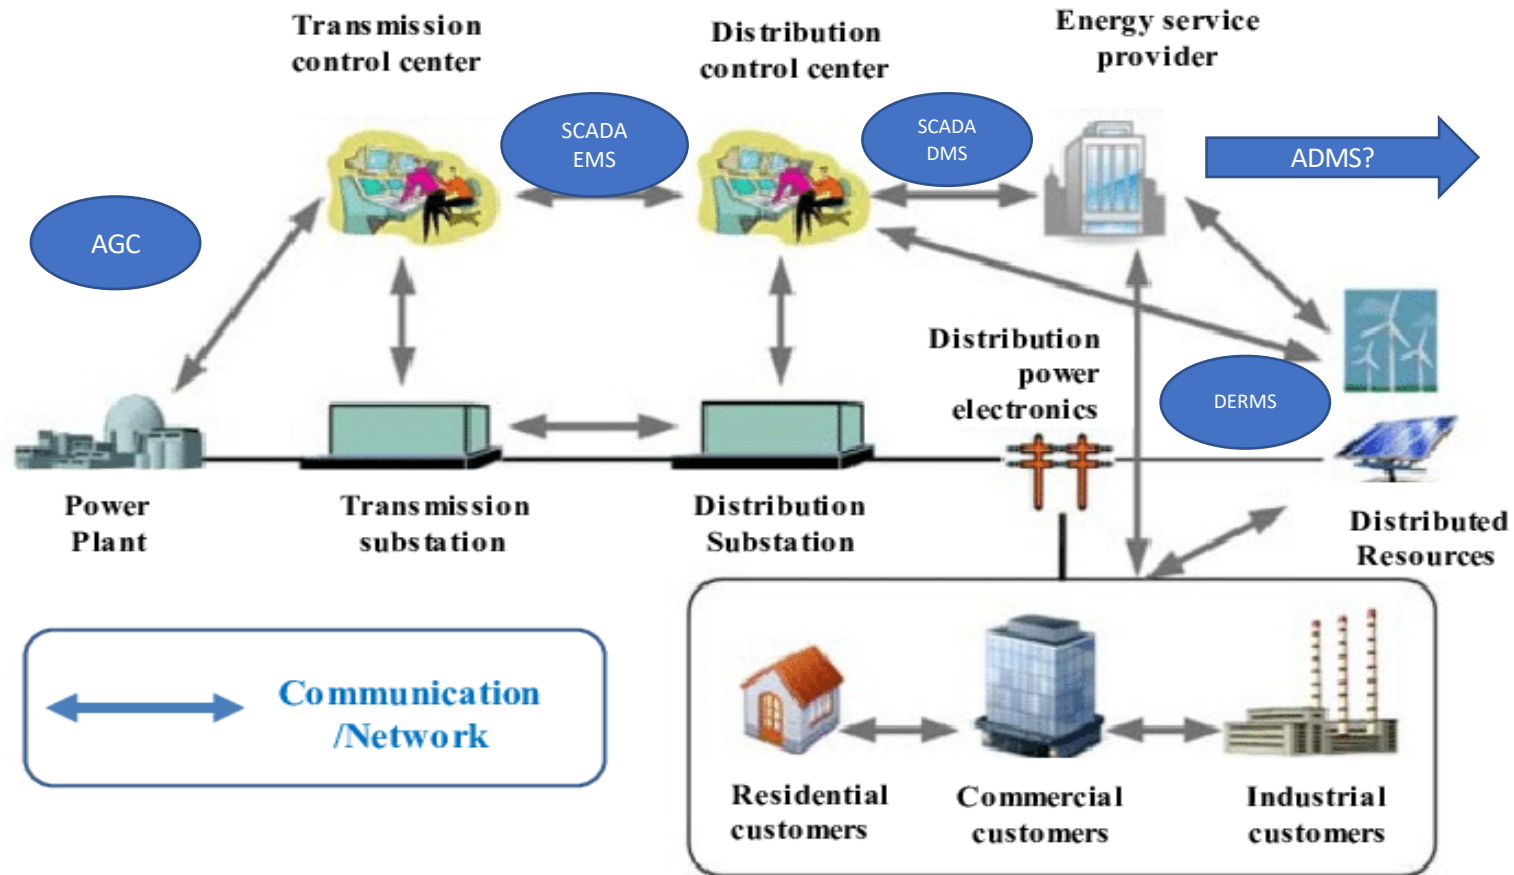 Transmission
control center
Distribution
control center
Energy service
provider
SCADA
EMS
SCADA
DMS
ADMS?
AGC
Distribution
power
electronics
DERMS
Power
Plant
Transmission
substation
Distribution
Substation
Distributed
Resources
Communication
/Network
Residential
customers
Commercial
customers
Industrial
customers